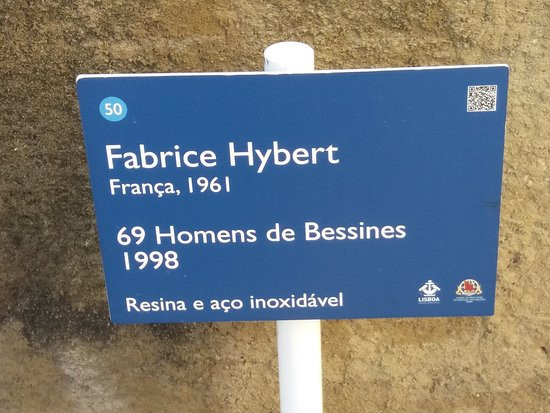 50
Fabrice Hybert
França, 1961
69 Homens de Bessines
1998
Resina e aço inoxidável
LISBOA